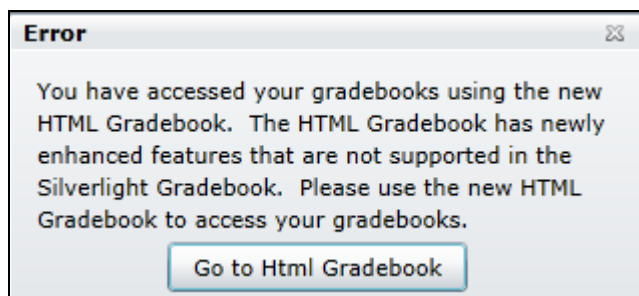 Error
You have accessed your gradebooks using the new
HTML Gradebook.  The HTML Gradebook has newly
enhanced features that are not supported in the
Silverlight Gradebook.  Please use the new HTML
Gradebook to access your gradebooks.
Go to Html Gradebook